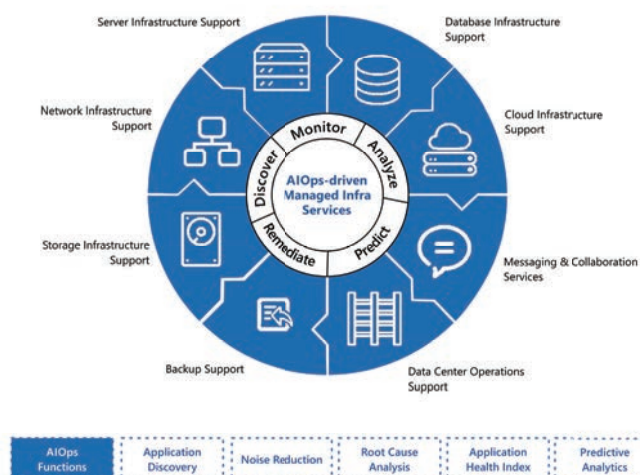 Server Infrastructure Support
Database Infrastructure
Support
Network Infrastructure
Support
Cloud Infrastructure
Support
Monitor
Analyze
Discover
AIOps-driven
Managed Infra
Services
Remediate
Predict
Storage Infrastructure
Support
Messaging & Collaboration
Services
Backup Support
Data Center Operations
Support
AIOps
Functions
Application
Discovery
Noise Reduction
Root Cause
Analysis
Application
Health Index
Predictive
Analytics